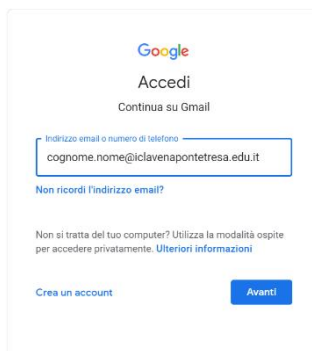 Google
Accedi
Continua su Gmail
Indirizzo email o numero di telefono
cognome.nome@iclavenapontetresa.edu.it
Non ricordi l'indirizzo email?
Non si tratta del tuo computer? Utilizza la modalità ospite
per accedere privatamente. Ulteriori informazioni
Crea un account
Avanti